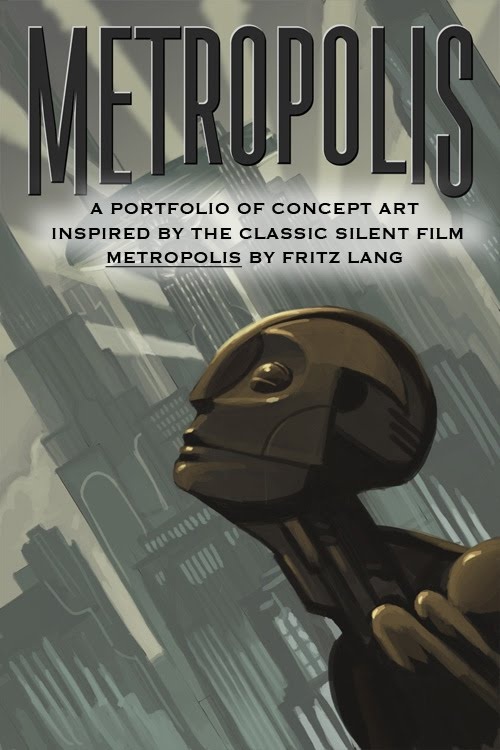 METROPOLIS
A PORTFOLIO OF CONCEPT ART
INSPIRED BY THE CLASSIC SILENT FILM
METROPOLIS BY FRITZ LANG